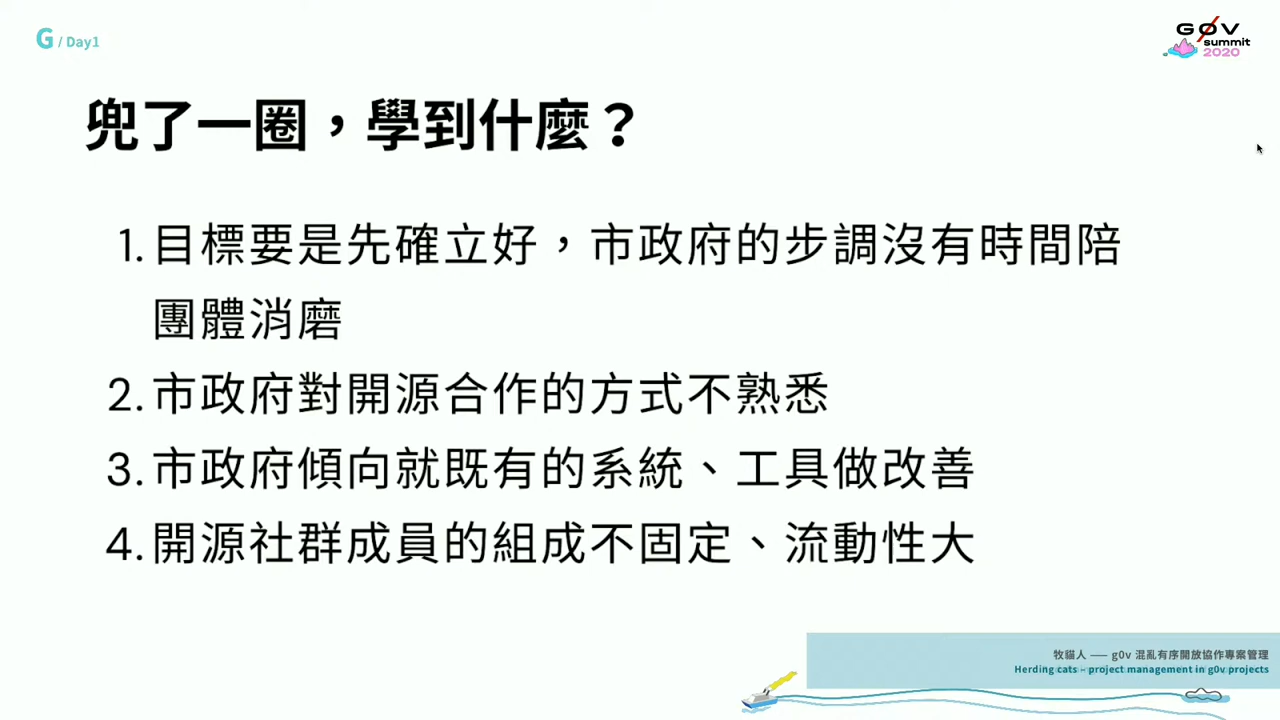 G / Day1
GØV
summit
2020
兜了一圈，學到什麼？
1. 目標要是先確立好，市政府的步調沒有時間陪
團體消磨
2. 市政府對開源合作的方式不熟悉
3. 市政府傾向就既有的系統、工具做改善
4. 開源社群成員的組成不固定、流動性大
牧貓人 —— g0v 混亂有序開放協作專案管理
Herding cats – project management in g0v projects